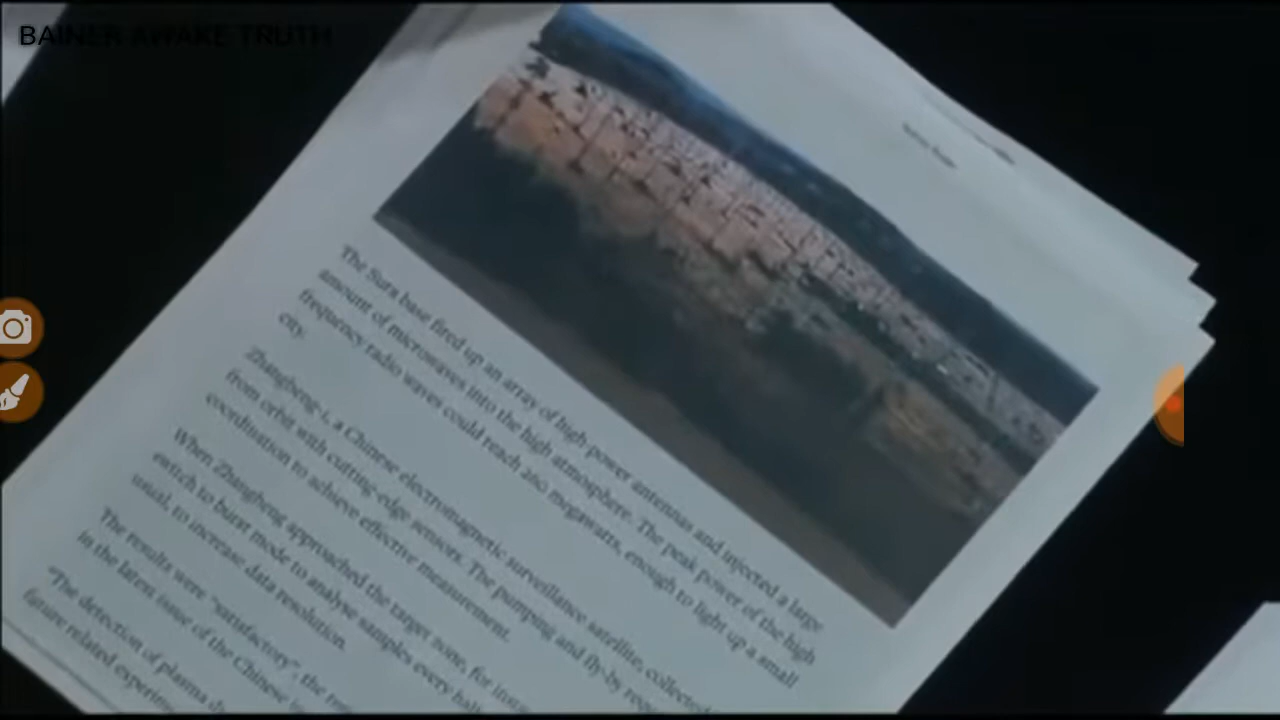 BAINER AWAKE TRUTH
The Sura base fired up an array of high-power antennas and injected a large
amount of microwaves into the high atmosphere. The peak power of the high
frequency radio waves could reach 260 megawatts, enough to light up a small
city.
Zhangheng-1, a Chinese electromagnetic surveillance satellite, collected
from orbit with cutting-edge sensors. The pumping and fly-by
coordination to achieve effective measurement.
When Zhangheng approached the target zone, for
switch to burst mode to analyse samples every
usual, to increase data resolution.
The results were "satisfactory", the
in the latest issue of the Chinese
"The detection of plasma
future related